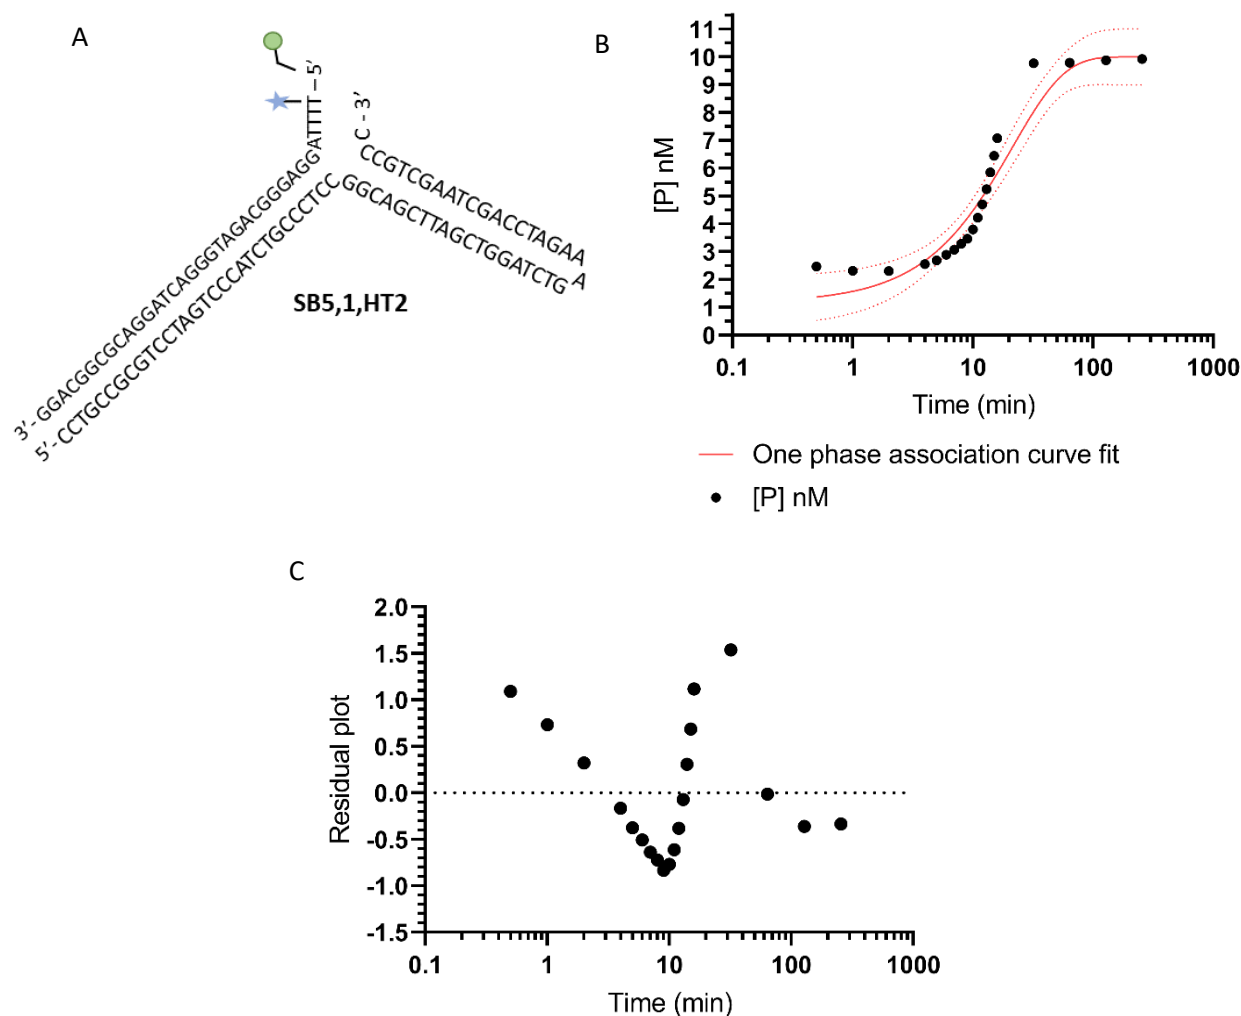 A
TTTT – 5'
ATTTT
C - 3'
CCGTCGAATCGACCTAGAA
A
GGCAGCTTAGCTGGATCTG
3'- GGACGGCGCAGGATCAGGGTAGACGGGAGG
5'- CCTGCCGCGTCCTAGTCCCATCTGCCCTCC
SB5,1,HT2
B
[P] nM
11
10
9
8
7
6
5
4
3
2
1
0
0.1 1 10 100 1000
Time (min)
One phase association curve fit
[P] nM
C
Residual plot
2.0
1.5
1.0
0.5
0.0
-0.5
-1.0
-1.5
0.1 1 10 100 1000
Time (min)